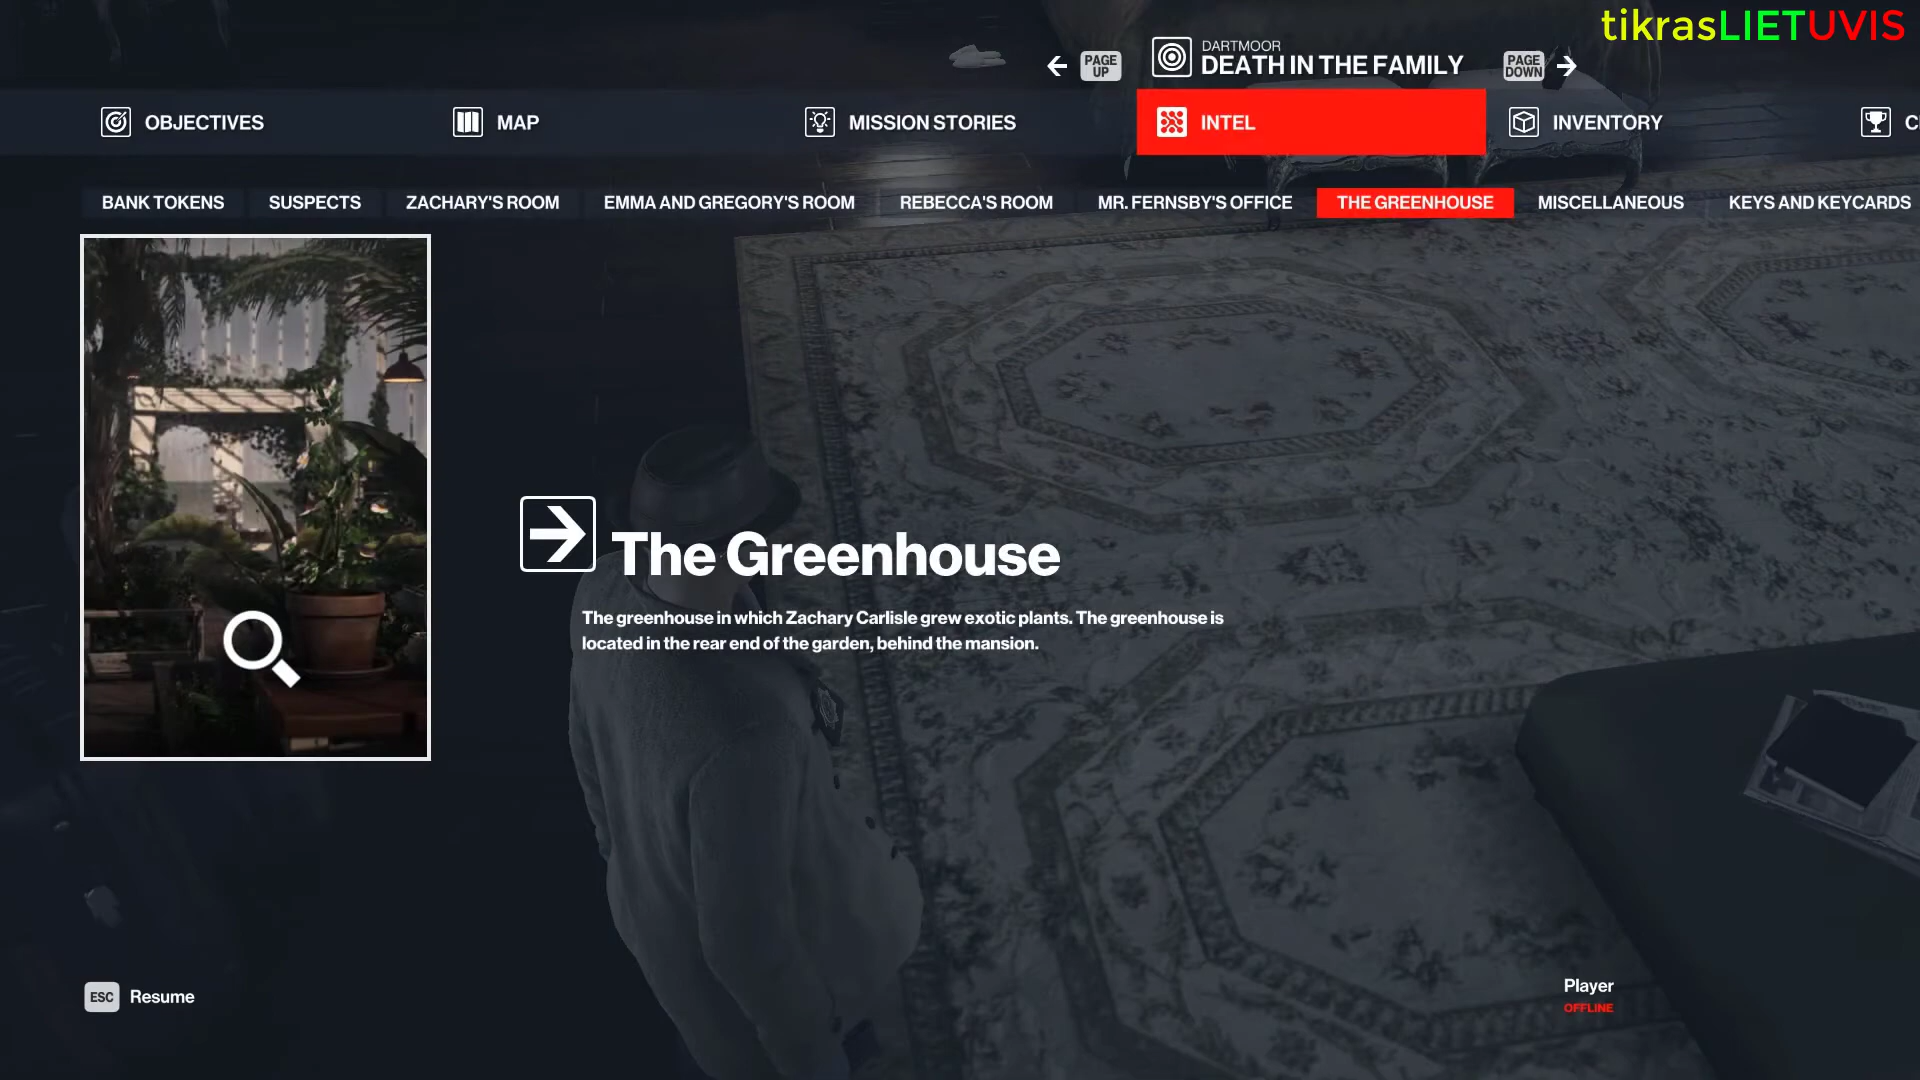 tikrasLIETUVIS
PAGE UP
DARTMOOR
DEATH IN THE FAMILY
PAGE DOWN
OBJECTIVES
MAP
MISSION STORIES
INTEL
INVENTORY
BANK TOKENS
SUSPECTS
ZACHARY'S ROOM
EMMA AND GREGORY'S ROOM
REBECCA'S ROOM
MR. FERNSBY'S OFFICE
THE GREENHOUSE
MISCELLANEOUS
KEYS AND KEYCARDS
The Greenhouse
The greenhouse in which Zachary Carlisle grew exotic plants. The greenhouse is
located in the rear end of the garden, behind the mansion.
ESC Resume
Player
OFFLINE